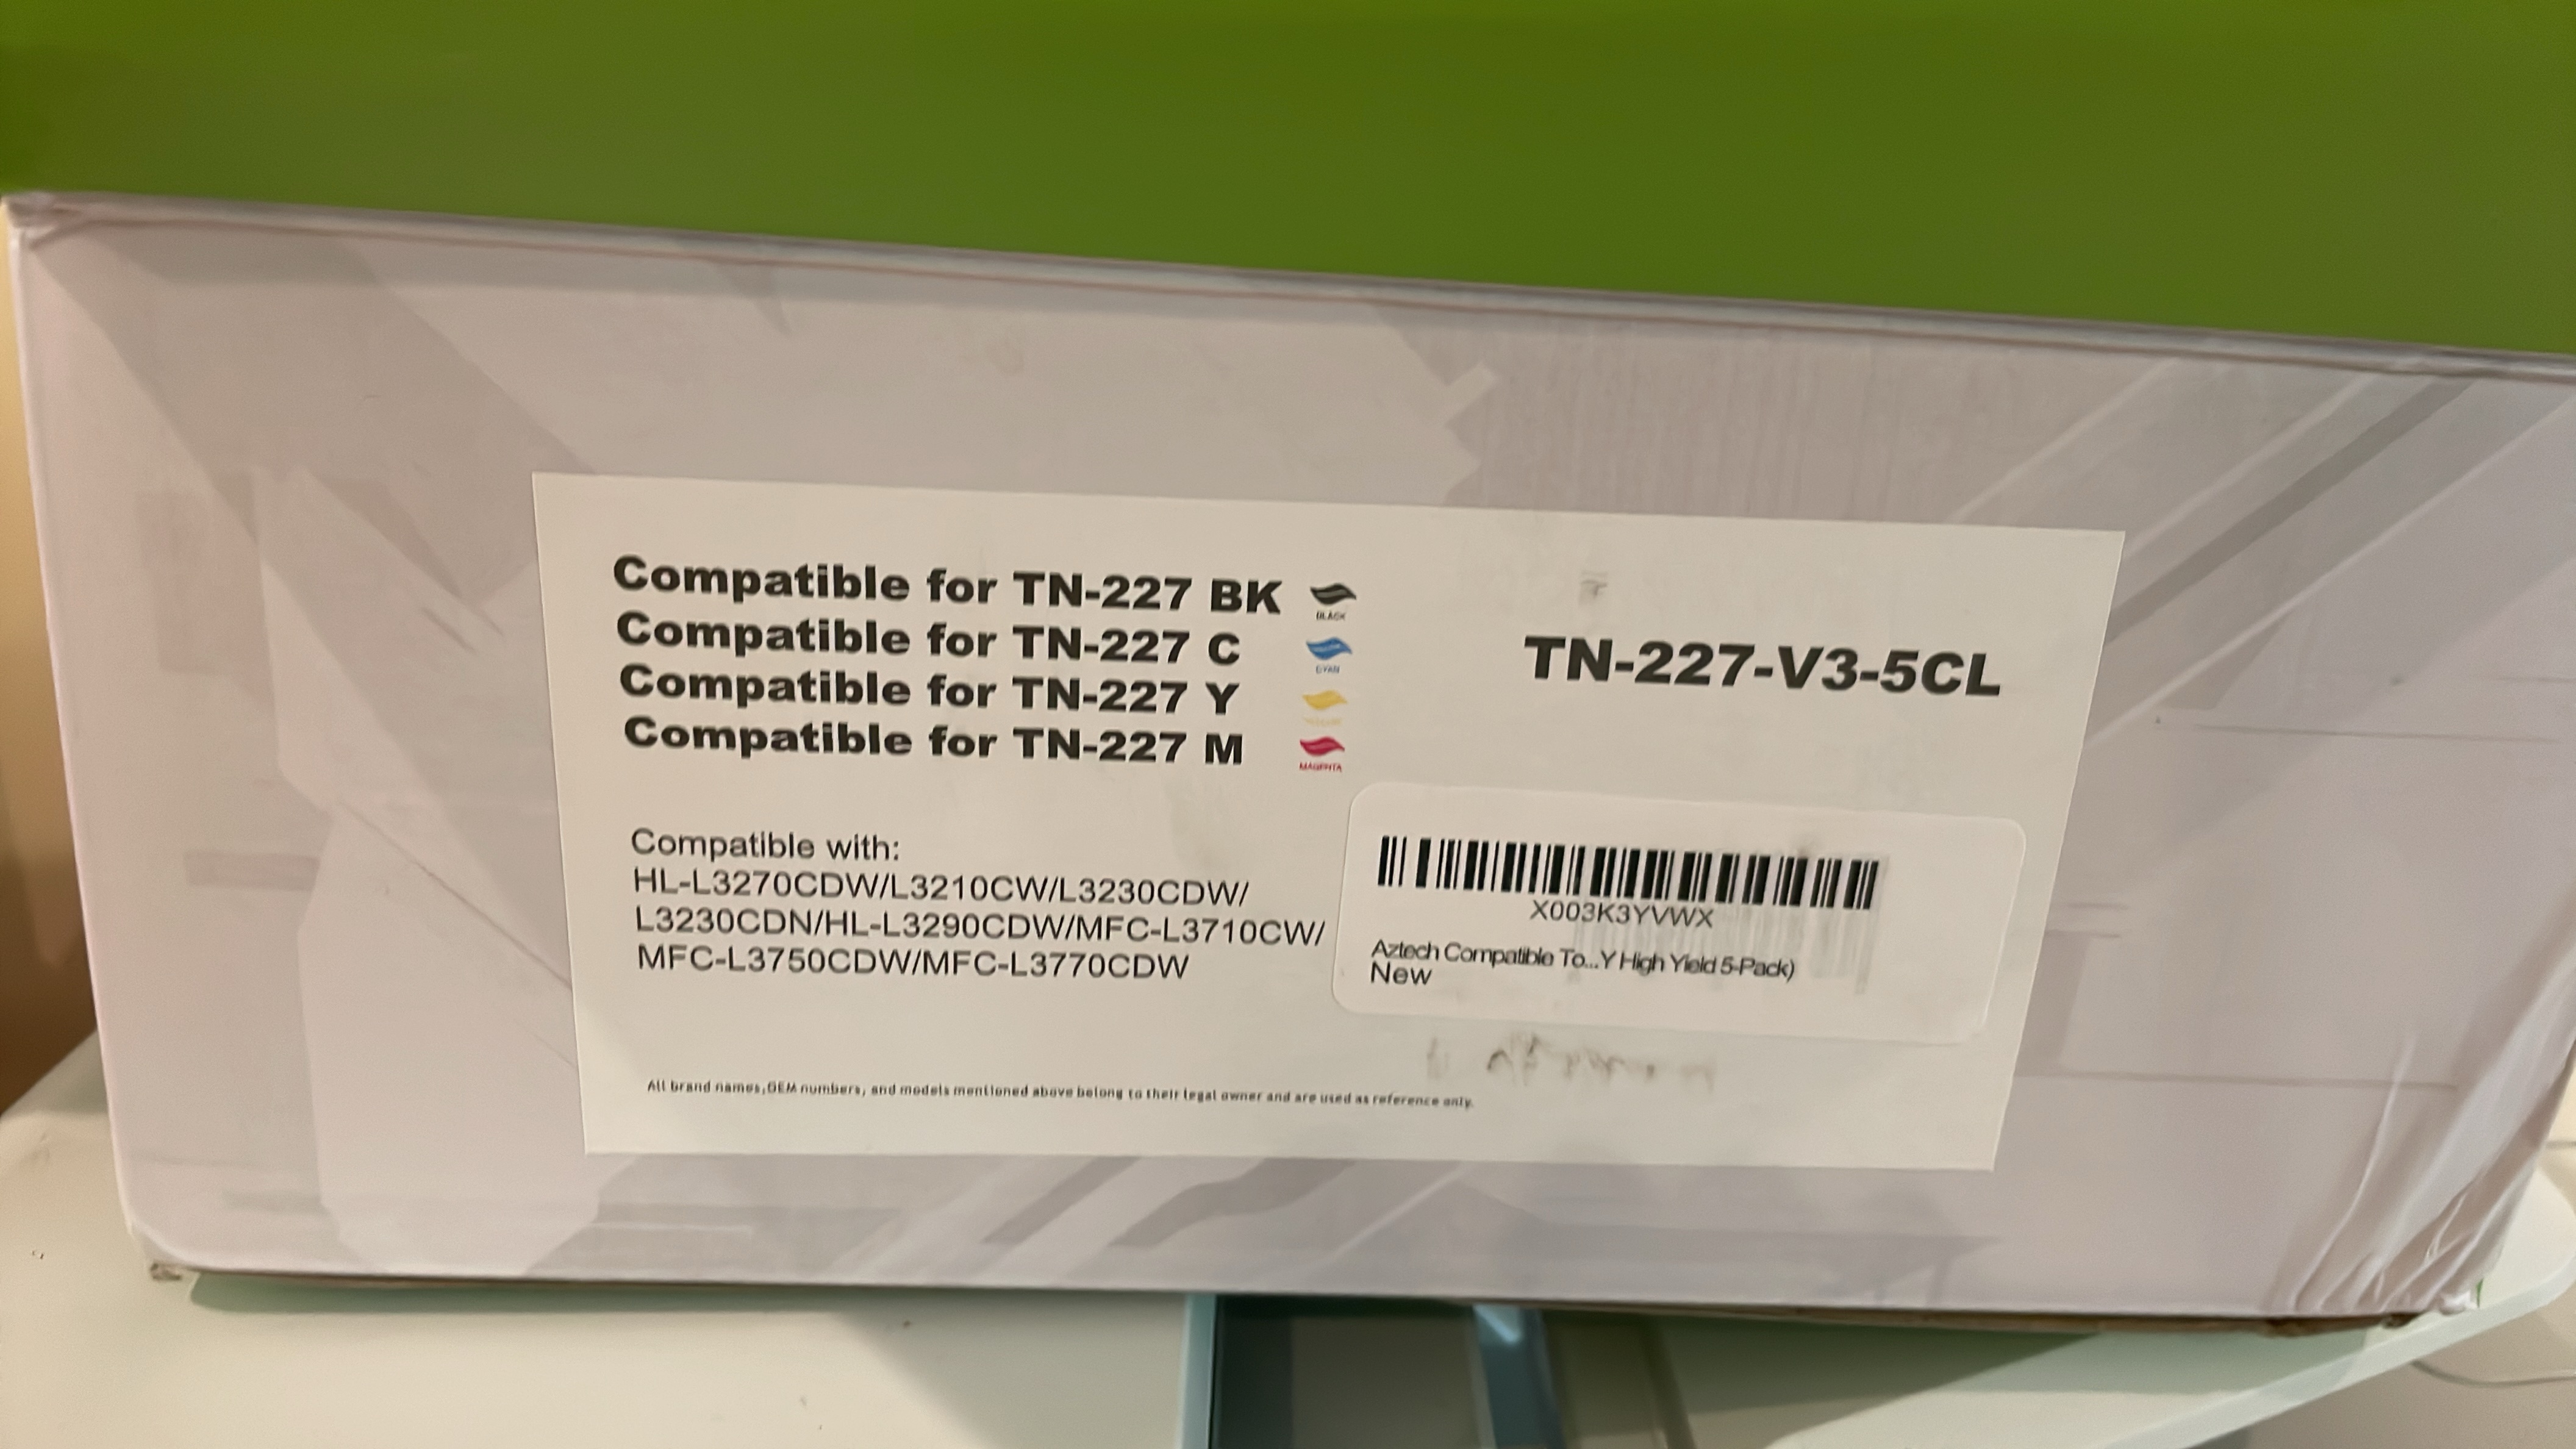 Compatible for TN-227 BK
BLACK
Compatible for TN-227 C
CYAN
Compatible for TN-227 Y
Compatible for TN-227 M
MAGENTA
TN-227-V3-5CL
Compatible with:
HL-L3270CDW/L3210CW/L3230CDW/
L3230CDN/HL-L3290CDW/MFC-L3710CW/
MFC-L3750CDW/MFC-L3770CDW
X003K3YVWX
Aztech Compatible To...Y High Yield 5-Pack)
New
All brand names,OEM numbers, and models mentioned above belong to their legal owner and are used as reference only.